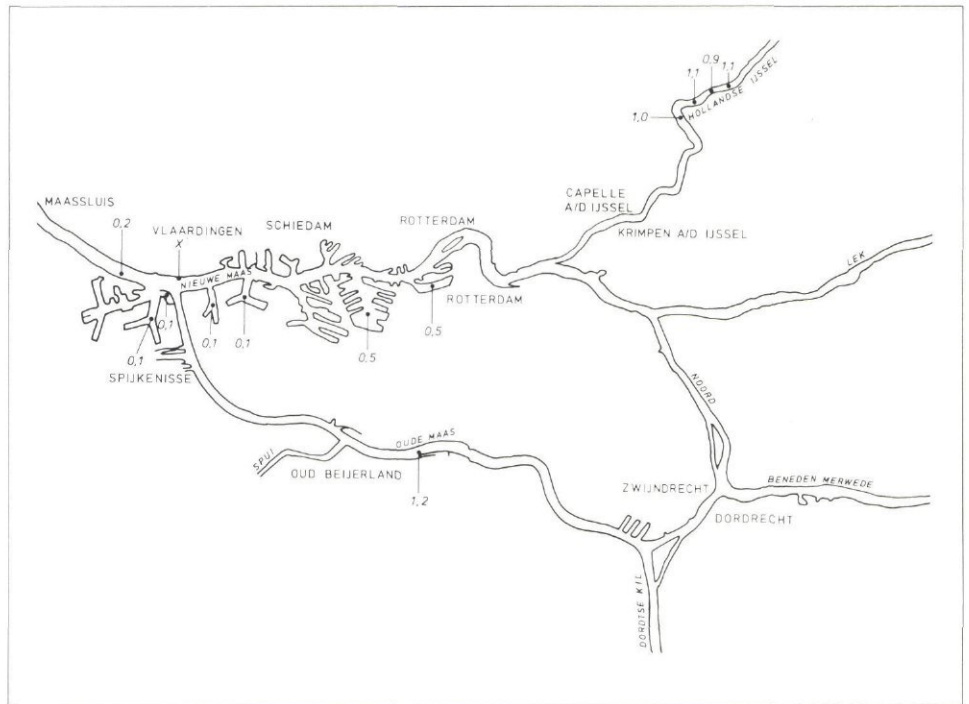 0,9
1,1
1,1
1,0
HOLLANDSE IJSSEL
CAPELLE
A/D IJSSEL
KRIMPEN A/D IJSSEL
MAASSLUIS
0,2
VLAARDINGEN
X
SCHIEDAM
ROTTERDAM
NIEUWE MAAS
ROTTERDAM
LEK
0,1
0,1
0,1
0,1
0,5
0,5
SPIJKENISSE
NOORD
SPUI
OUD BEIJERLAND
OUDE MAAS
1,2
ZWIJNDRECHT
BENEDEN MERWEDE
DORDRECHT
DORDTSE KIL